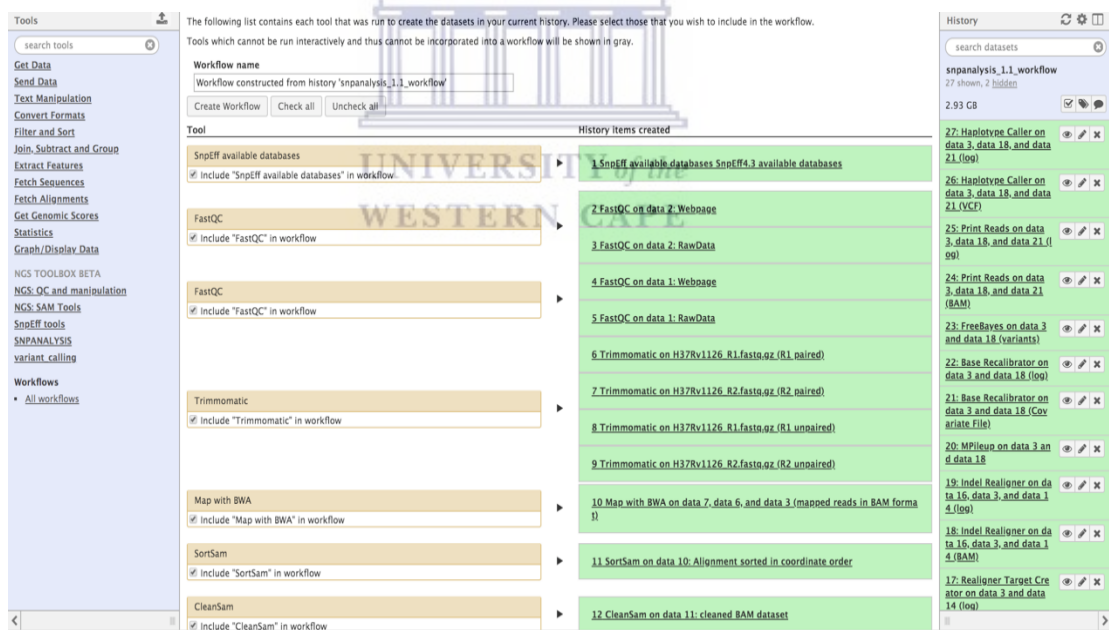 Tools
search tools
Get Data
Send Data
Text Manipulation
Convert Formats
Filter and Sort
Join, Subtract and Group
Extract Features
Fetch Sequences
Fetch Alignments
Get Genomic Scores
Statistics
Graph/Display Data
NGS TOOLBOX BETA
NGS: QC and manipulation
NGS: SAM Tools
SnpEff tools
SNPANALYSIS
variant_calling
Workflows
All workflows
The following list contains each tool that was run to create the datasets in your current history. Please select those that you wish to include in the workflow.
Tools which cannot be run interactively and thus cannot be incorporated into a workflow will be shown in gray.
Workflow name
Workflow constructed from history 'snpanalysis_1.1_workflow'
Create Workflow Check all Uncheck all
Tool History items created
SnpEff available databases
Include "SnpEff available databases" in workflow
1 SnpEff available databases SnpEff4.3 available databases
UNIVERSITY of the
WESTERN CAPE
FastQC
Include "FastQC" in workflow
2 FastQC on data 2: Webpage
3 FastQC on data 2: RawData
FastQC
Include "FastQC" in workflow
4 FastQC on data 1: Webpage
5 FastQC on data 1: RawData
Trimmomatic
Include "Trimmomatic" in workflow
6 Trimmomatic on H37Rv1126_R1.fastq.gz (R1 paired)
7 Trimmomatic on H37Rv1126_R2.fastq.gz (R2 paired)
8 Trimmomatic on H37Rv1126_R1.fastq.gz (R1 unpaired)
9 Trimmomatic on H37Rv1126_R2.fastq.gz (R2 unpaired)
Map with BWA
Include "Map with BWA" in workflow
10 Map with BWA on data 7, data 6, and data 3 (mapped reads in BAM forma
t)
SortSam
Include "SortSam" in workflow
11 SortSam on data 10: Alignment sorted in coordinate order
CleanSam
Include "CleanSam" in workflow
12 CleanSam on data 11: cleaned BAM dataset
History
search datasets
snpanalysis_1.1_workflow
27 shown, 2 hidden
2.93 GB
27: Haplotype Caller on
data 3, data 18, and data
21 (log)
26: Haplotype Caller on
data 3, data 18, and data
21 (VCF)
25: Print Reads on data
3, data 18, and data 21 (l
og)
24: Print Reads on data
3, data 18, and data 21
(BAM)
23: FreeBayes on data 3
and data 18 (variants)
22: Base Recalibrator on
data 3 and data 18 (log)
21: Base Recalibrator on
data 3 and data 18 (Cov
ariate File)
20: MPileup on data 3 an
d data 18
19: Indel Realigner on da
ta 16, data 3, and data 1
4 (log)
18: Indel Realigner on da
ta 16, data 3, and data 1
4 (BAM)
17: Realigner Target Cre
ator on data 3 and data
14 (log)